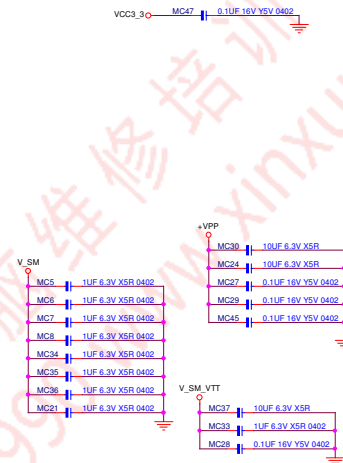 VCC3_3 MC47 0.1UF 16V Y5V 0402
+VPP
MC30 10UF 6.3V X5R
MC24 10UF 6.3V X5R
MC27 0.1UF 16V Y5V 0402
MC29 0.1UF 16V Y5V 0402
MC45 0.1UF 16V Y5V 0402
V_SM
MC5 1UF 6.3V X5R 0402
MC6 1UF 6.3V X5R 0402
MC7 1UF 6.3V X5R 0402
MC8 1UF 6.3V X5R 0402
MC34 1UF 6.3V X5R 0402
MC35 1UF 6.3V X5R 0402
MC36 1UF 6.3V X5R 0402
MC21 1UF 6.3V X5R 0402
V_SM_VTT
MC37 10UF 6.3V X5R
MC33 1UF 6.3V X5R 0402
MC28 0.1UF 16V Y5V 0402